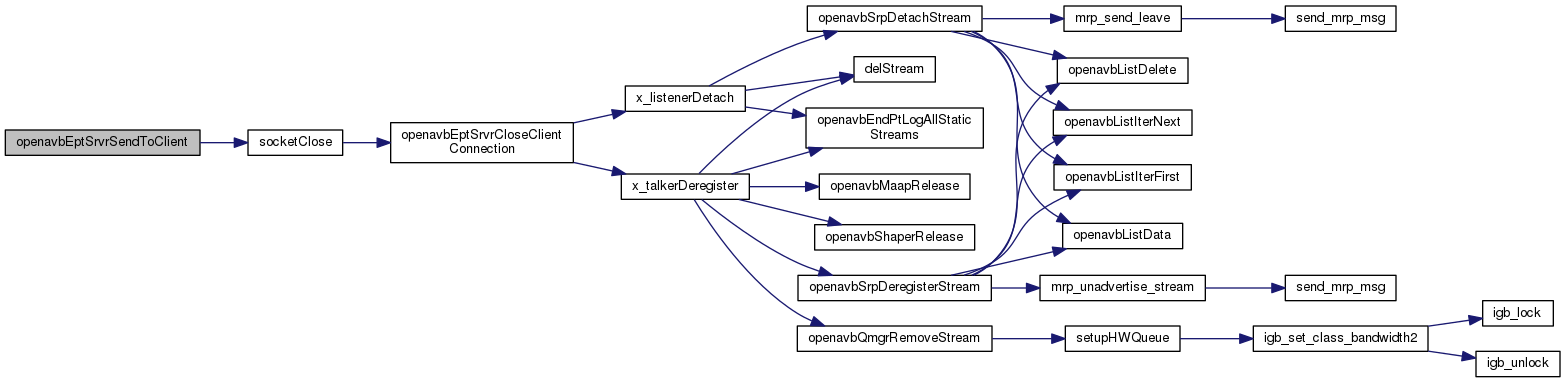 openavbEptSrvrSendToClient
socketClose
openavbEptSrvrCloseClient
Connection
x_listenerDetach
x_talkerDeregister
openavbSrpDetachStream
delStream
openavbEndPtLogAllStatic
Streams
openavbMaapRelease
openavbShaperRelease
openavbSrpDeregisterStream
openavbQmgrRemoveStream
mrp_send_leave
openavbListDelete
openavbListIterNext
openavbListIterFirst
openavbListData
mrp_unadvertise_stream
setupHWQueue
send_mrp_msg
send_mrp_msg
igb_set_class_bandwidth2
igb_lock
igb_unlock